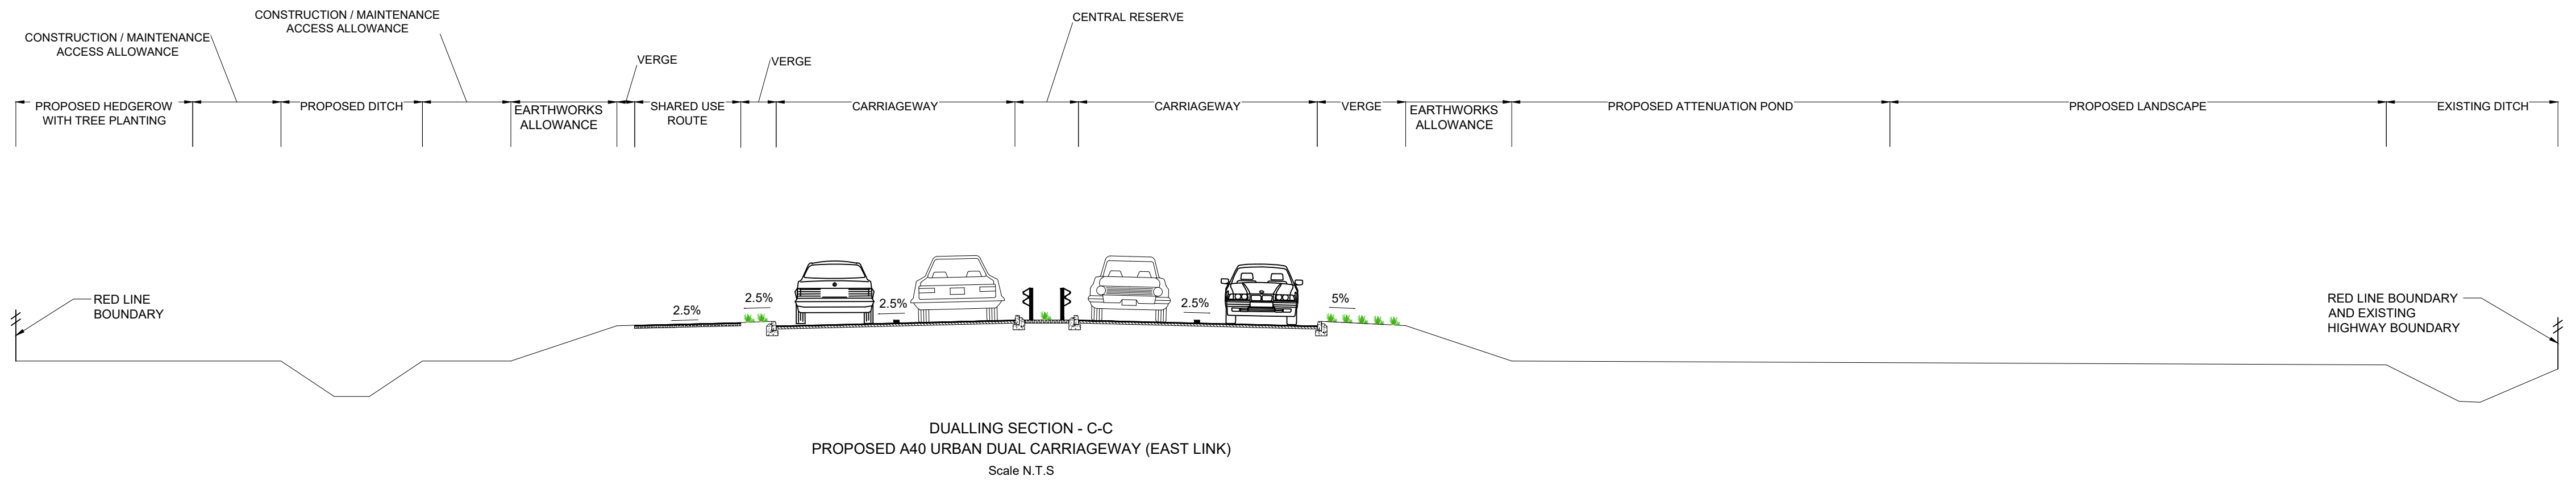 CONSTRUCTION / MAINTENANCE
ACCESS ALLOWANCE
CONSTRUCTION / MAINTENANCE
ACCESS ALLOWANCE
VERGE
VERGE
CENTRAL RESERVE
PROPOSED HEDGEROW
WITH TREE PLANTING
PROPOSED DITCH
EARTHWORKS
ALLOWANCE
SHARED USE
ROUTE
CARRIAGEWAY
CARRIAGEWAY
VERGE
EARTHWORKS
ALLOWANCE
PROPOSED ATTENUATION POND
PROPOSED LANDSCAPE
EXISTING DITCH
RED LINE
BOUNDARY
2.5%
2.5%
2.5%
2.5%
5%
RED LINE BOUNDARY
AND EXISTING
HIGHWAY BOUNDARY
DUALLING SECTION - C-C
PROPOSED A40 URBAN DUAL CARRIAGEWAY (EAST LINK)
Scale N.T.S